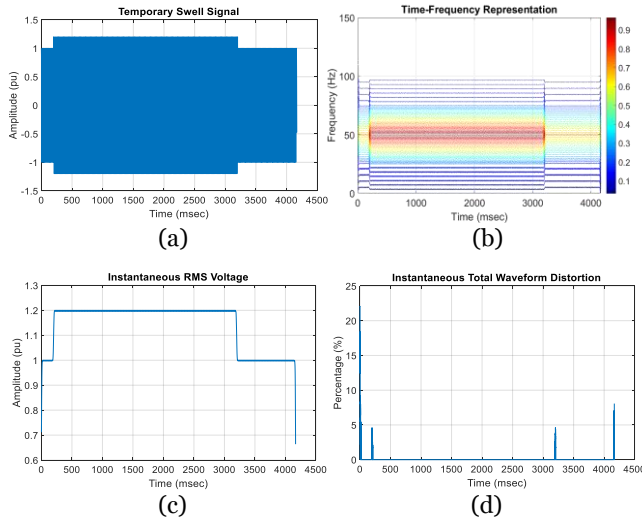 Temporary Swell Signal
1.5
1
0.5
0
-0.5
-1
-1.5
Amplitude (pu)
0 500 1000 1500 2000 2500 3000 3500 4000 4500
Time (msec)
(a)
Time-Frequency Representation
150
100
50
0
Frequency (Hz)
0 1000 2000 3000 4000
Time (msec)
0.9
0.8
0.7
0.6
0.5
0.4
0.3
0.2
0.1
(b)
Instantaneous RMS Voltage
1.3
1.2
1.1
1
0.9
0.8
0.7
0.6
Amplitude (pu)
0 500 1000 1500 2000 2500 3000 3500 4000 4500
Time (msec)
(c)
Instantaneous Total Waveform Distortion
25
20
15
10
5
0
Percentage (%)
0 500 1000 1500 2000 2500 3000 3500 4000 4500
Time (msec)
(d)